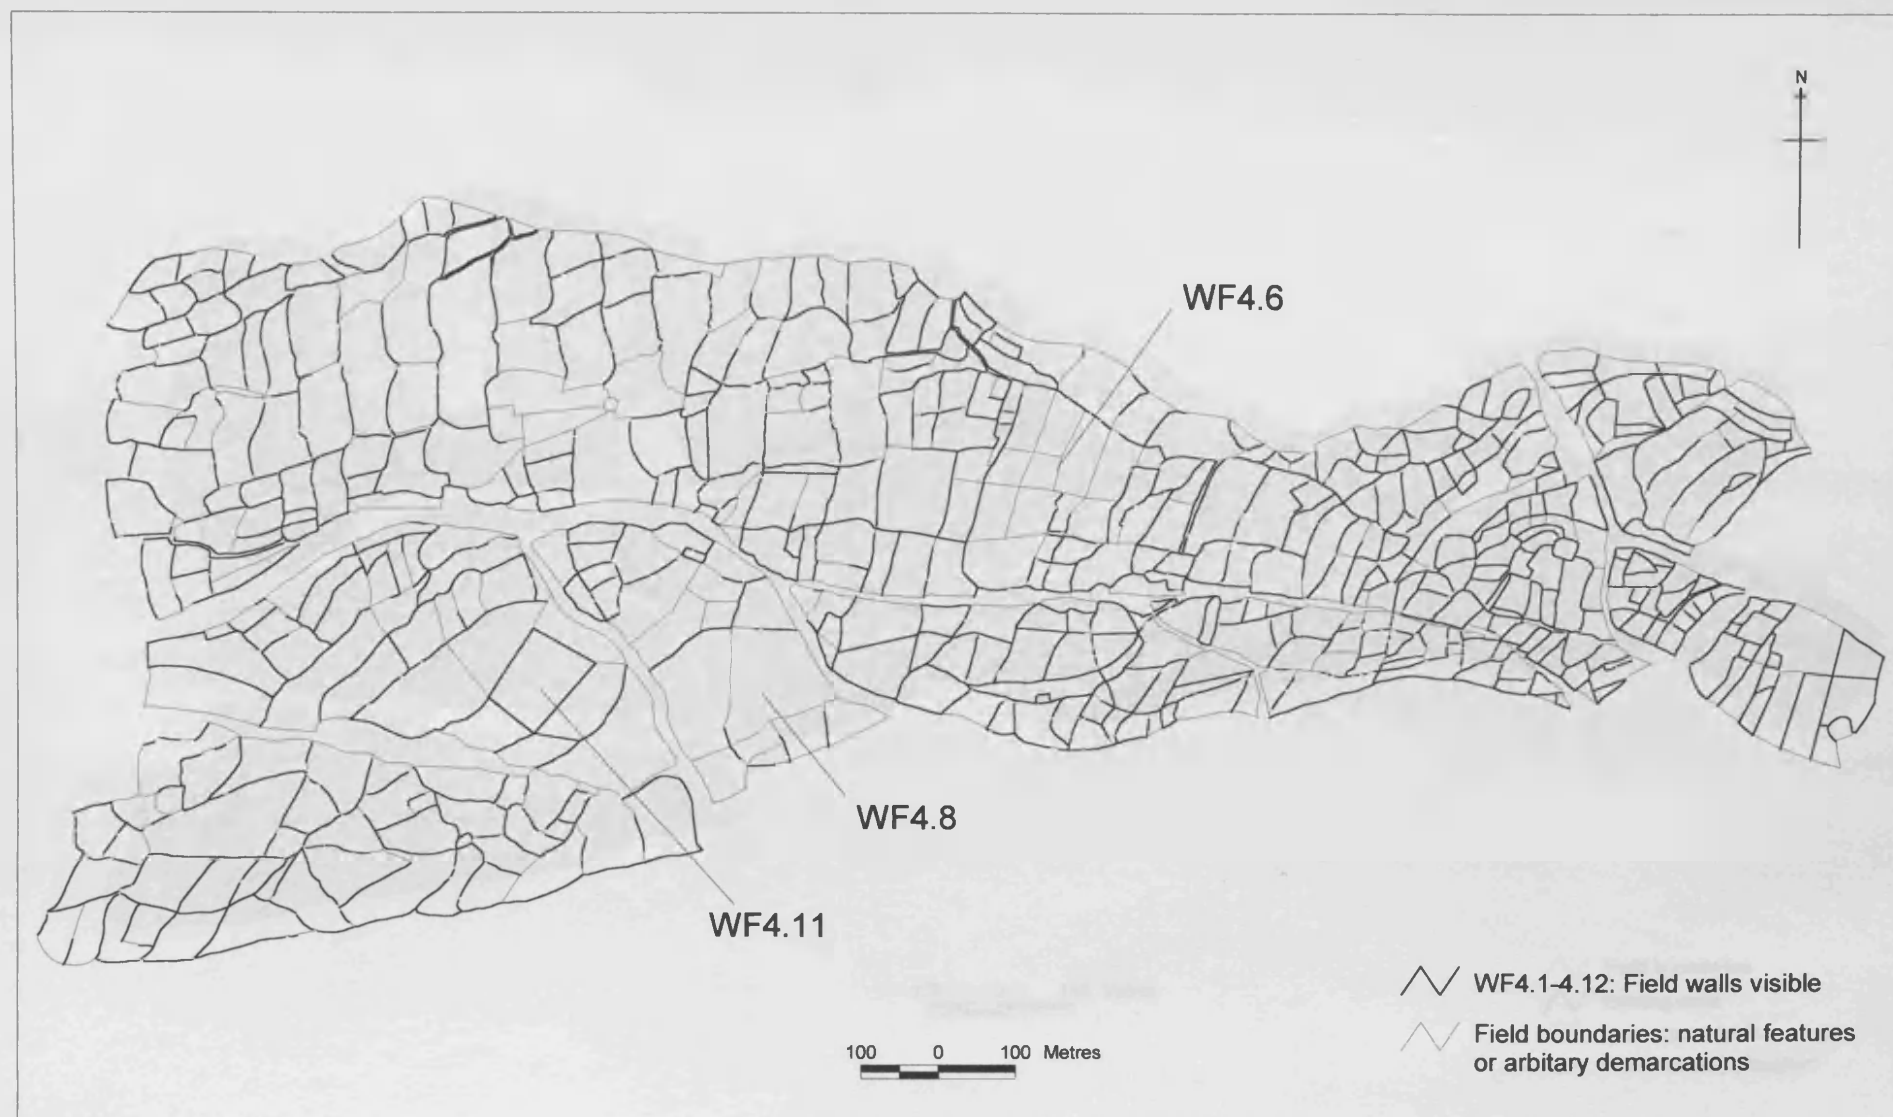 N
WF4.6
WF4.8
WF4.11
WF4.1-4.12: Field walls visible
Field boundaries: natural features
or arbitary demarcations
100 0 100 Metres